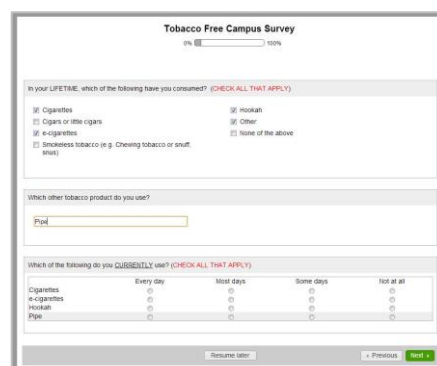 Tobacco Free Campus Survey
0% 100%
In your LIFETIME, which of the following have you consumed? (CHECK ALL THAT APPLY)
Cigarettes
Cigars or little cigars
e-cigarettes
Smokeless tobacco (e.g. Chewing tobacco or snuff,
snus)
Hookah
Other
None of the above
Which other tobacco product do you use?
Pipe
Which of the following do you CURRENTLY use? (CHECK ALL THAT APPLY)
Every day Most days Some days Not at all
Cigarettes
e-cigarettes
Hookah
Pipe
Resume later ‹ Previous Next ›